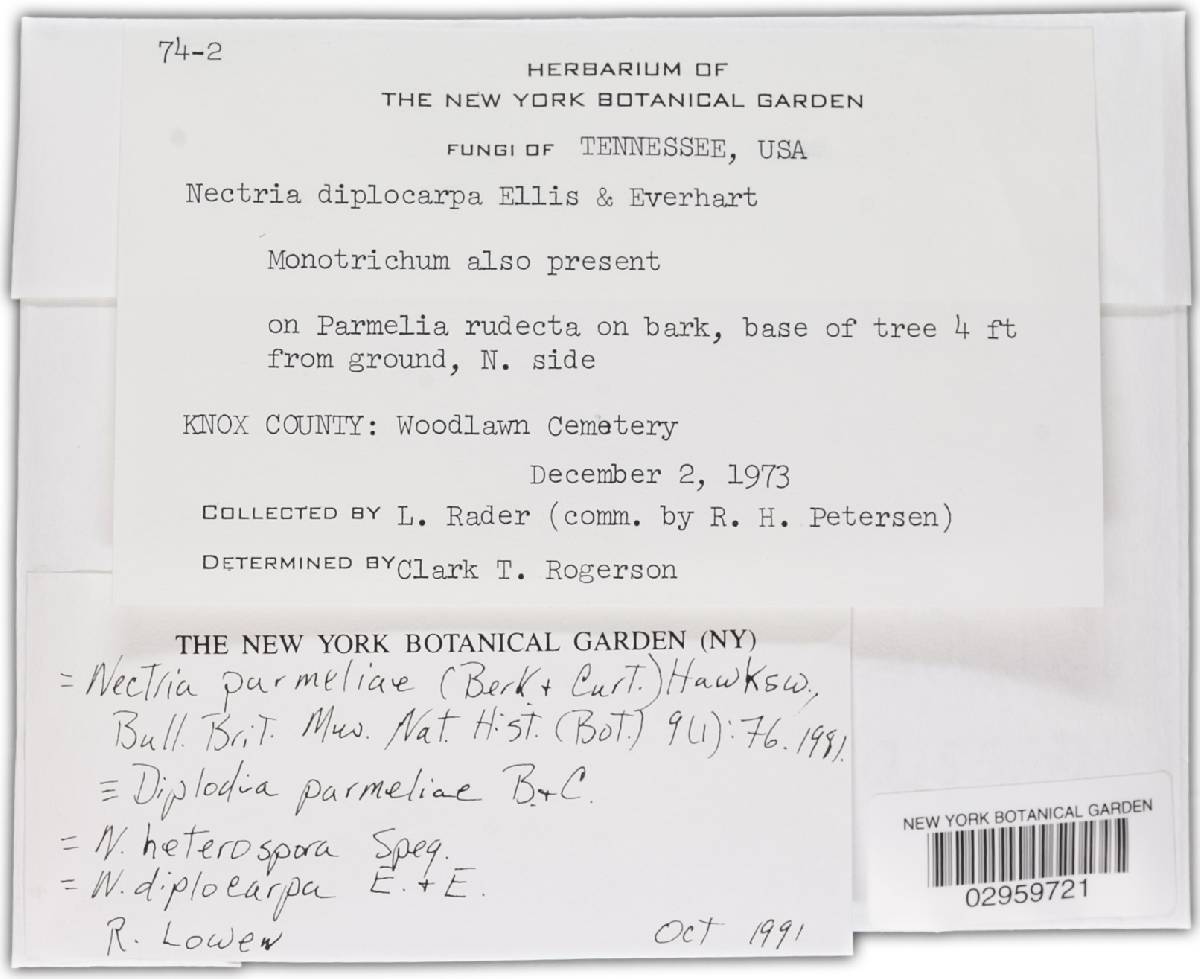 74-2
HERBARIUM OF
THE NEW YORK BOTANICAL GARDEN
FUNGI OF TENNESSEE, USA
Nectria diplocarpa Ellis & Everhart
Monotrichum also present
on Parmelia rudecta on bark, base of tree 4 ft
from ground, N. side
KNOX COUNTY: Woodlawn Cemetery
December 2, 1973
COLLECTED BY L. Rader (comm. by R. H. Petersen)
DETERMINED BY Clark T. Rogerson
THE NEW YORK BOTANICAL GARDEN (NY)
= Nectria parmeliae (Berk. + Curt.) Hawksw.,
Bull. Brit. Mus. Nat. Hist. (Bot.) 9(1):76. 1981.
≡ Diplodia parmeliae B.+C.
= N. heterospora Speg.
= N. diplocarpa E. + E.
R. Lowen Oct 1991
NEW YORK BOTANICAL GARDEN
02959721